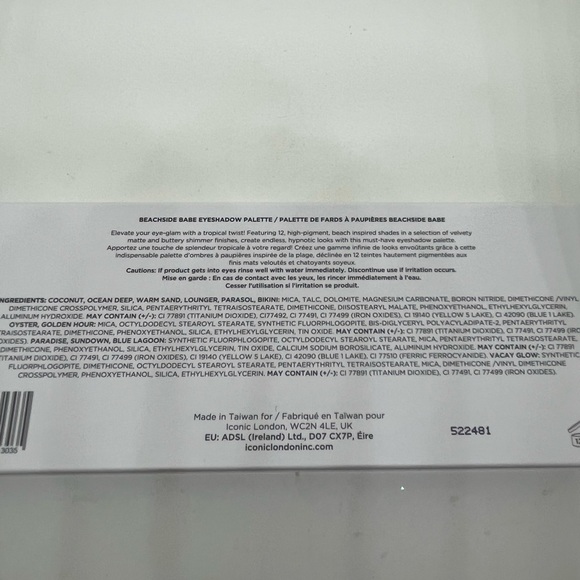 BEACHSIDE BABE EYESHADOW PALETTE / PALETTE DE FARDS À PAUPIÈRES BEACHSIDE BABE
Elevate your eye-glam with a tropical twist! Featuring 12, high-pigment, beach inspired shades in a selection of velvety
matte and buttery shimmer finishes, create endless, hypnotic looks with this must-have eyeshadow palette.
Apportez une touche de splendeur tropicale à votre regard! Créez une gamme infinie de looks envoûtants grâce à cette
indispensable palette d'ombres à paupières inspirée de la plage, déclinée en 12 teintes hautement pigmentées aux
finis mats veloutés et chatoyants soyeux.
Cautions: If product gets into eyes rinse well with water immediately. Discontinue use if irritation occurs.
Mise en garde : En cas de contact avec les yeux, les rincer immédiatement à l'eau.
Cesser l'utilisation si l'irritation se produit.
NGREDIENTS: COCONUT, OCEAN DEEP, WARM SAND, LOUNGER, PARASOL, BIKINI: MICA, TALC, DOLOMITE, MAGNESIUM CARBONATE, BORON NITRIDE, DIMETHICONE /VINYL
DIMETHICONE CROSSPOLYMER, SILICA, PENTAERYTHRITYL TETRAISOSTEARATE, DIMETHICONE, DIISOSTEARYL MALATE, PHENOXYETHANOL, ETHYLHEXYLGLYCERIN,
ALUMINUM HYDROXIDE. MAY CONTAIN (+/-): CI 77891 (TITANIUM DIOXIDE), CI77492, CI 77491, CI 77499 (IRON OXIDES), CI 19140 (YELLOW 5 LAKE), CI 42090 (BLUE 1 LAKE).
OYSTER, GOLDEN HOUR: MICA, OCTYLDODECYL STEAROYL STEARATE, SYNTHETIC FLUORPHLOGOPITE, BIS-DIGLYCERYL POLYACYLADIPATE-2, PENTAERYTHRITYL
TRAISOSTEARATE, DIMETHICONE, PHENOXYETHANOL, SILICA, ETHYLHEXYLGLYCERIN, TIN OXIDE. MAY CONTAIN (+/-): CI 77891 (TITANIUM DIOXIDE), CI 77491, CI 77499 (IRO
OXIDES). PARADISE, SUNDOWN, BLUE LAGOON: SYNTHETIC FLUORPHLOGOPITE, OCTYLDODECYL STEAROYL STEARATE, MICA, PENTAERYTHRITYL TETRAISOSTEARATE,
DIMETHICONE, PHENOXYETHANOL, SILICA, ETHYLHEXYLGLYCERIN, TIN OXIDE, CALCIUM SODIUM BOROSILICATE, ALUMINUM HYDROXIDE. MAY CONTAIN (+/-): CI 77891
TITANIUM DIOXIDE), CI 77491, CI 77499 (IRON OXIDES), CI 19140 (YELLOW 5 LAKE), CI 42090 (BLUE 1 LAKE), CI 77510 (FERRIC FERROCYANIDE). VACAY GLOW: SYNTHETIC
FLUORPHLOGOPITE, DIMETHICONE, OCTYLDODECYL STEAROYL STEARATE, PENTAERYTHRITYL TETRAISOSTEARATE, MICA, DIMETHICONE /VINYL DIMETHICONE
CROSSPOLYMER, PHENOXYETHANOL, SILICA, ETHYLHEXYLGLYCERIN. MAY CONTAIN (+/-): CI 77891 (TITANIUM DIOXIDE), CI 77491, CI 77499 (IRON OXIDES).
Made in Taiwan for / Fabriqué en Taïwan pour
Iconic London, WC2N 4LE, UK
EU: ADSL (Ireland) Ltd., D07 CX7P, Éire
iconiclondoninc.com
3035
522481